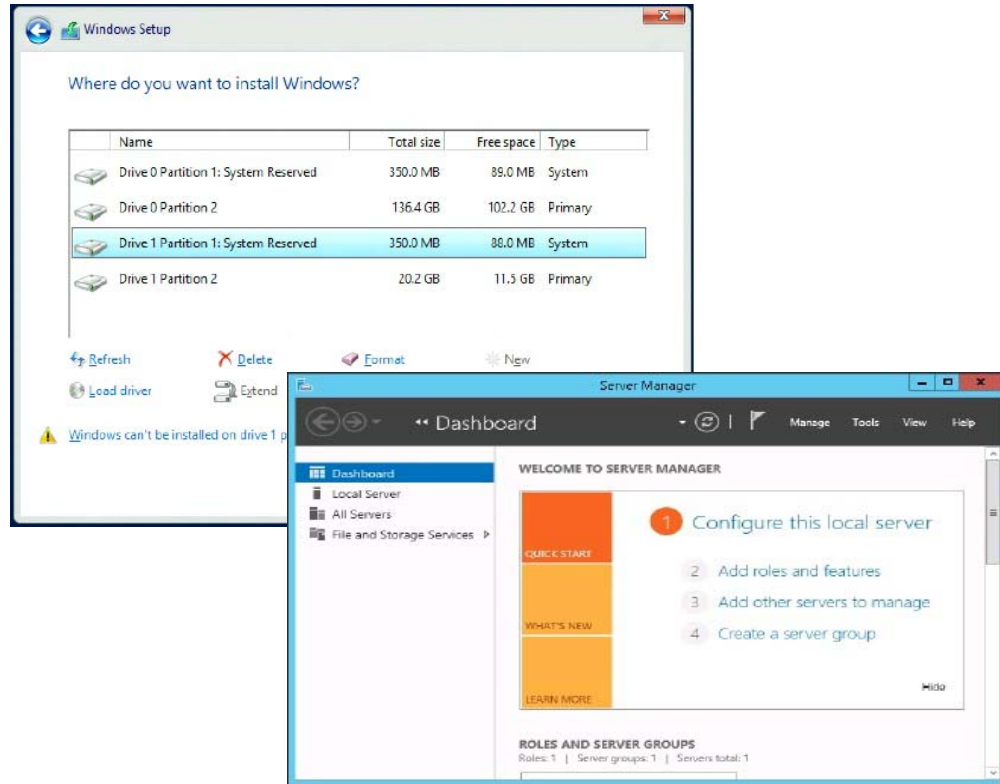 Windows Setup
Where do you want to install Windows?
Name Total size Free space Type
Drive 0 Partition 1: System Reserved 350.0 MB 89.0 MB System
Drive 0 Partition 2 136.4 GB 102.2 GB Primary
Drive 1 Partition 1: System Reserved 350.0 MB 88.0 MB System
Drive 1 Partition 2 20.2 GB 11.5 GB Primary
Refresh Delete Format New
Load driver Extend
Windows can't be installed on drive 1 p
Server Manager
Dashboard Manage Tools View Help
Dashboard
Local Server
All Servers
File and Storage Services
WELCOME TO SERVER MANAGER
QUICK START
WHAT'S NEW
LEARN MORE
1 Configure this local server
2 Add roles and features
3 Add other servers to manage
4 Create a server group
Hide
ROLES AND SERVER GROUPS
Roles: 1 | Server groups: 1 | Servers total: 1